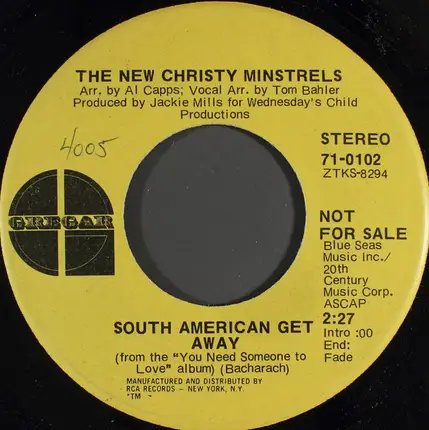 THE NEW CHRISTY MINSTRELS
Arr. by Al Capps; Vocal Arr. by Tom Bahler
Produced by Jackie Mills for Wednesday's Child
Productions
4005
STEREO
71-0102
ZTKS-8294
GREGAR
NOT
FOR SALE
Blue Seas
Music Inc./
20th
Century
Music Corp.
ASCAP
2:27
Intro :00
End:
Fade
SOUTH AMERICAN GET
AWAY
(from the "You Need Someone to
Love" album) (Bacharach)
MANUFACTURED AND DISTRIBUTED BY
RCA RECORDS – NEW YORK, N.Y.
*TM -